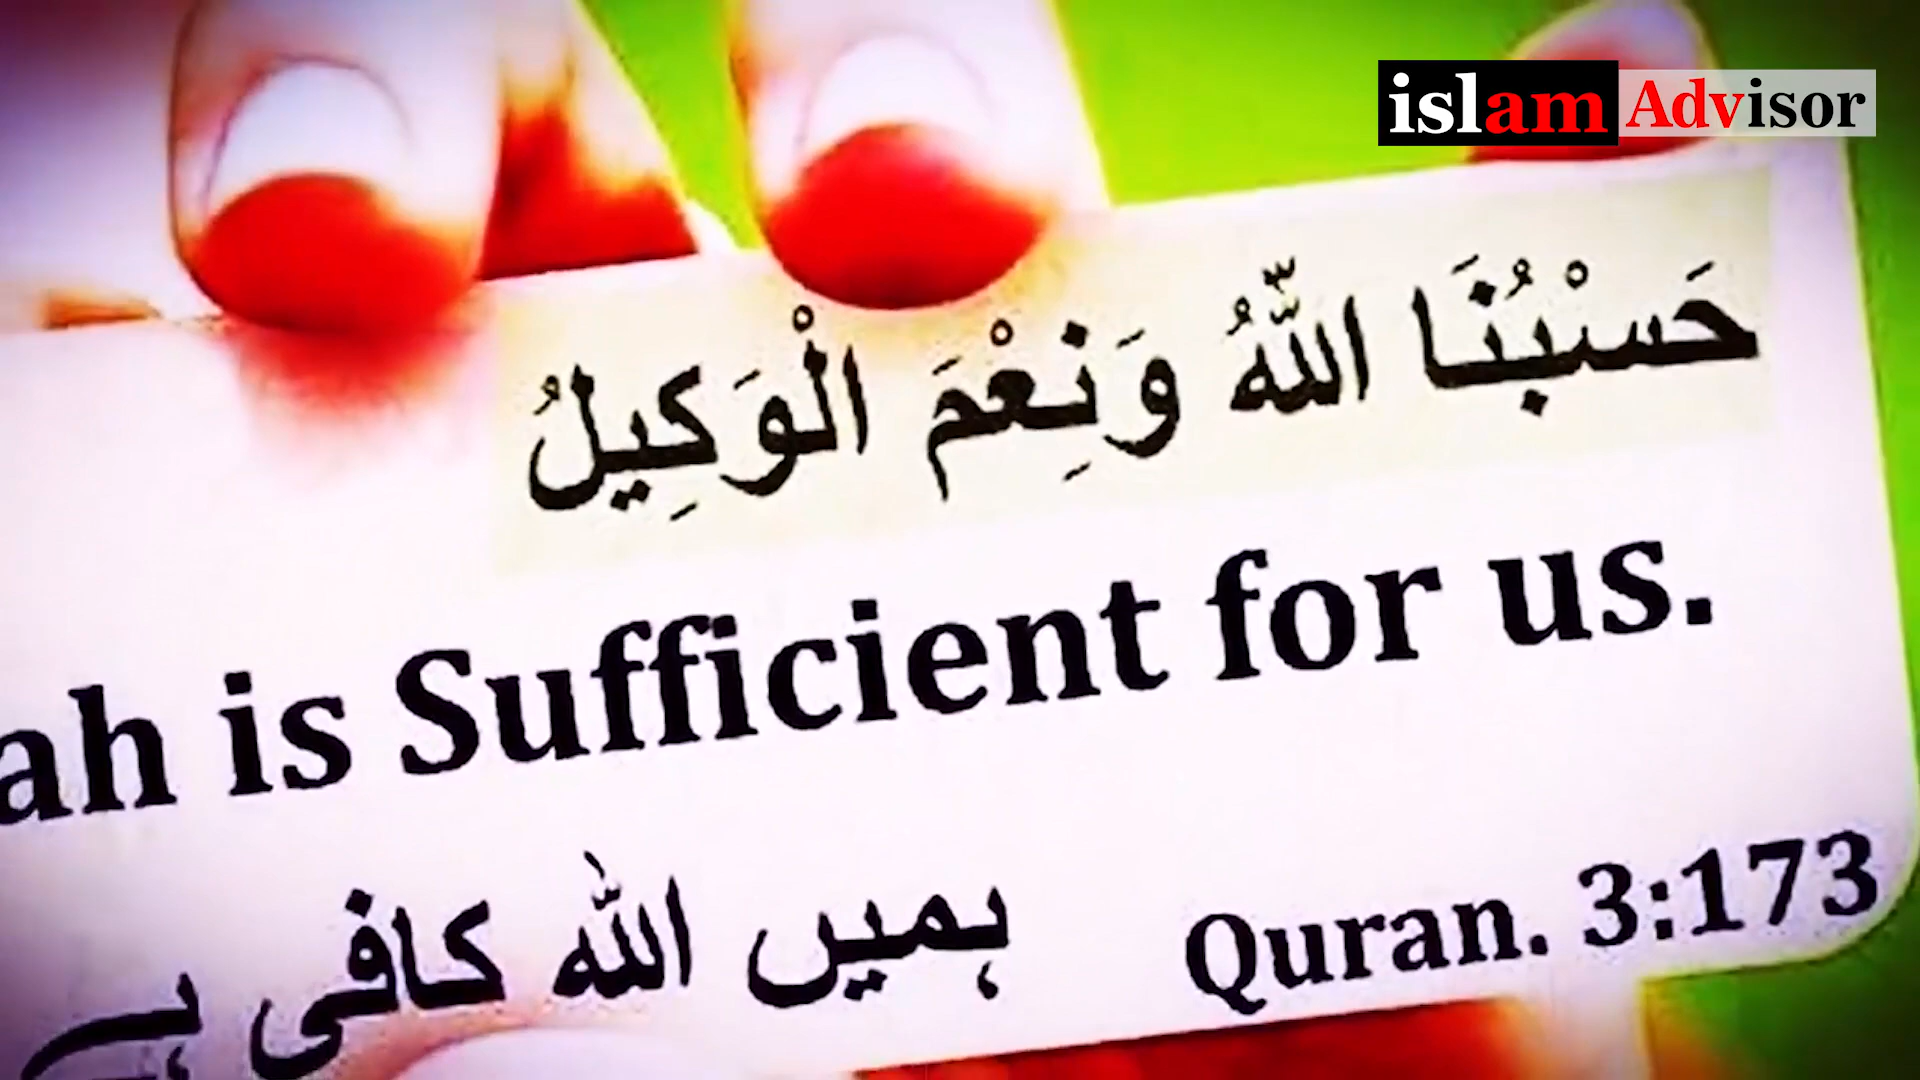 islam Advisor
حَسْبُنَا اللّٰهُ وَنِعْمَ الْوَكِيلُ
ah is Sufficient for us.
ہمیں اللہ کافی ہے
Quran. 3:173